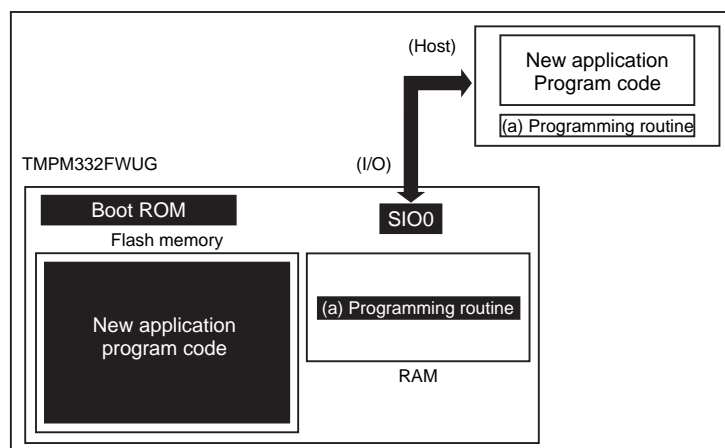 (Host)
New application
Program code
(a) Programming routine
TMPM332FWUG
(I/O)
Boot ROM
SIO0
Flash memory
New application
program code
(a) Programming routine
RAM